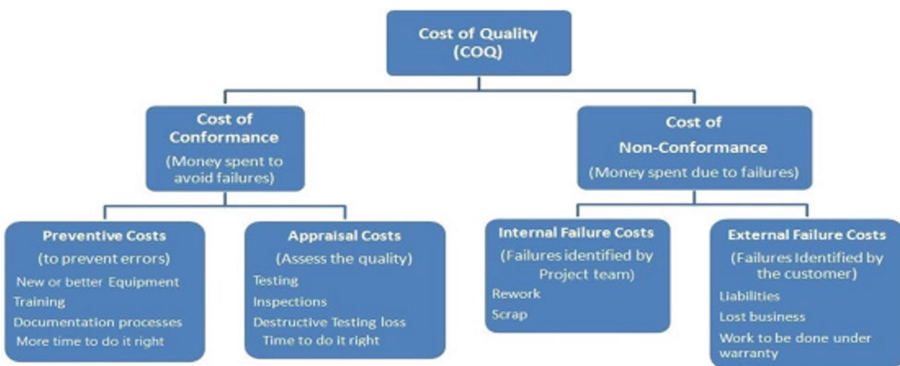 Cost of Quality
(COQ)
Cost of
Conformance
(Money spent to
avoid failures)
Cost of
Non-Conformance
(Money spent due to failures)
Preventive Costs
(to prevent errors)
New or better Equipment
Training
Documentation processes
More time to do it right
Appraisal Costs
(Assess the quality)
Testing
Inspections
Destructive Testing loss
Time to do it right
Internal Failure Costs
(Failures identified by
Project team)
Rework
Scrap
External Failure Costs
(Failures Identified by
the customer)
Liabilities
Lost business
Work to be done under
warranty